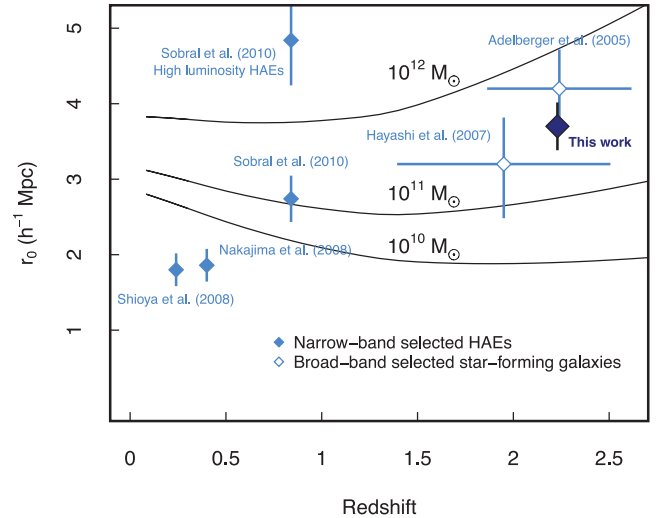 5
4
3
2
1
r₀ (h⁻¹ Mpc)
Sobral et al. (2010)
High luminosity HAEs
10¹² M⊙
Adelberger et al. (2005)
Hayashi et al. (2007)
This work
Sobral et al. (2010)
10¹¹ M⊙
10¹⁰ M⊙
Nakajima et al. (2008)
Shioya et al. (2008)
Narrow−band selected HAEs
Broad−band selected star−forming galaxies
0 0.5 1 1.5 2 2.5
Redshift